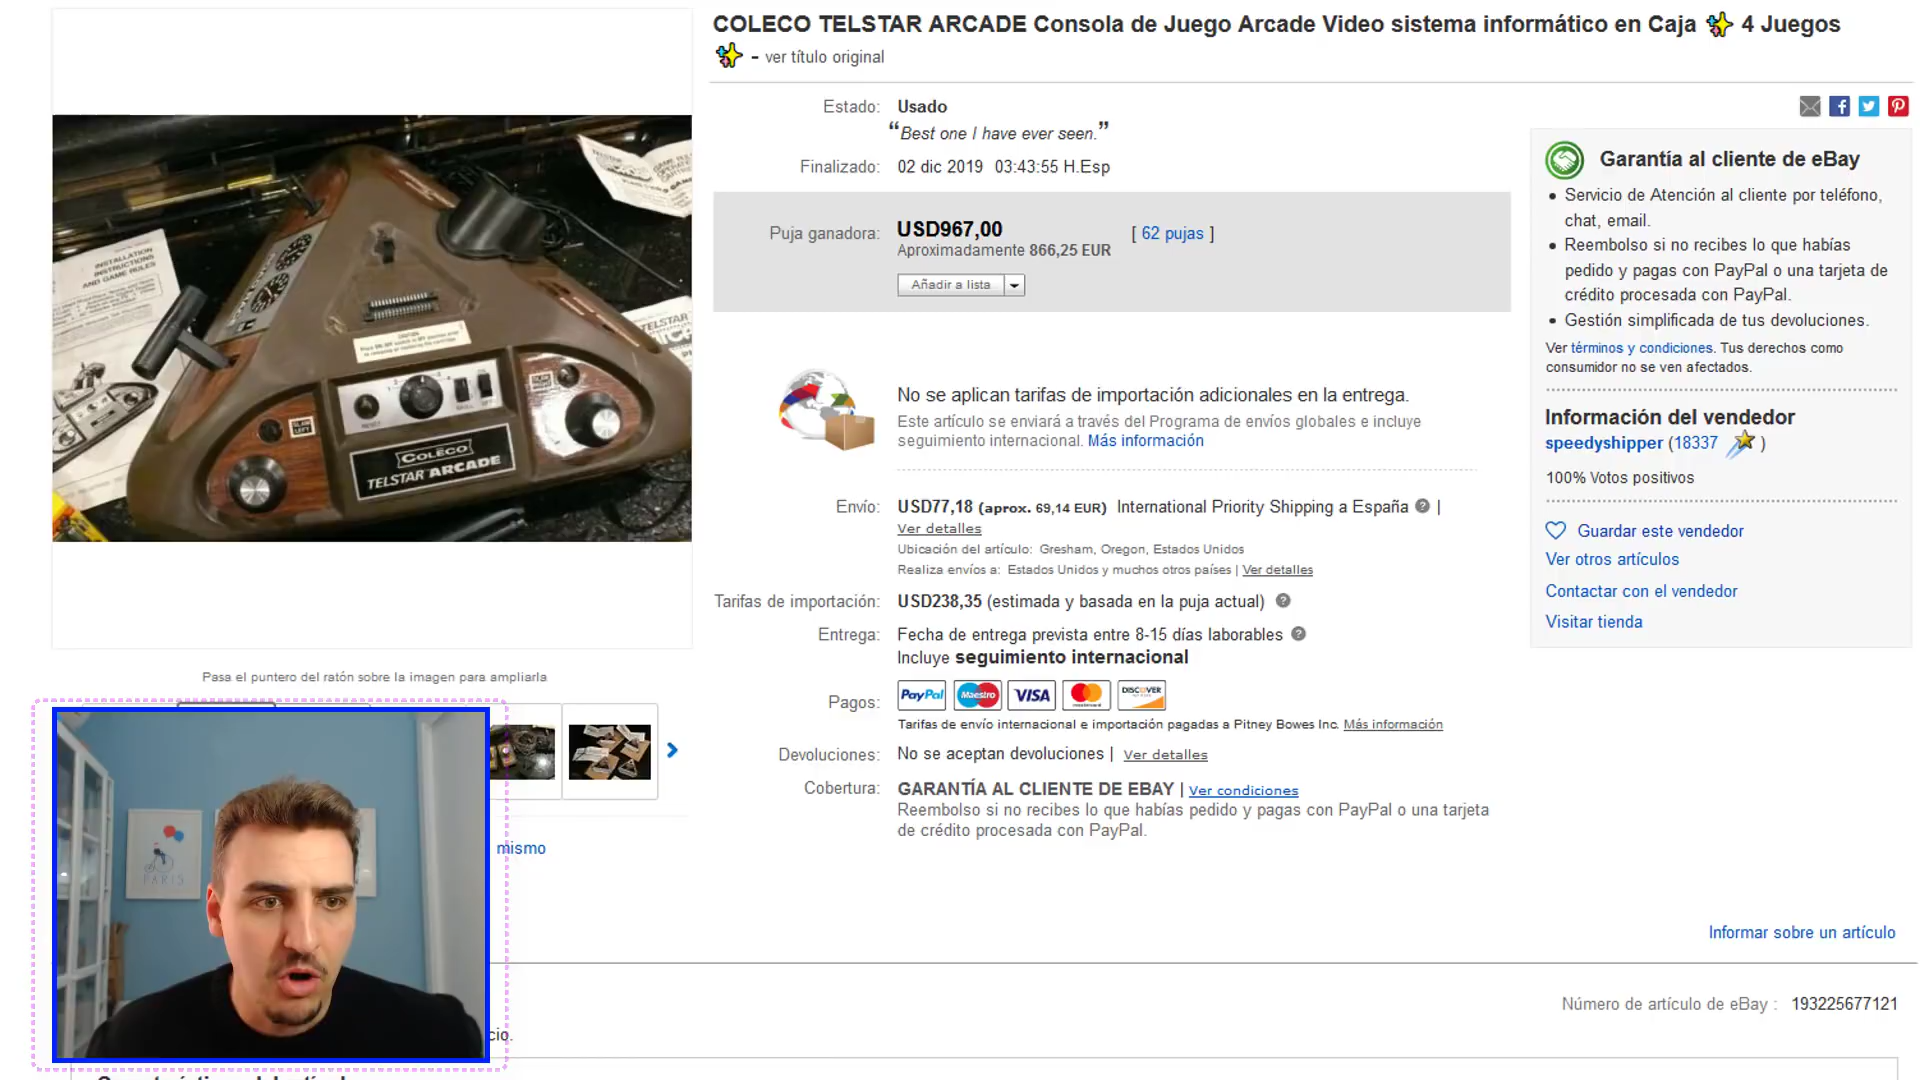 COLECO TELSTAR ARCADE Consola de Juego Arcade Video sistema informático en Caja ✨ 4 Juegos
✨ - ver título original
Estado: Usado
“Best one I have ever seen.”
Finalizado: 02 dic 2019 03:43:55 H.Esp
Puja ganadora: USD967,00 [ 62 pujas ]
Aproximadamente 866,25 EUR
Añadir a lista
No se aplican tarifas de importación adicionales en la entrega.
Este artículo se enviará a través del Programa de envíos globales e incluye
seguimiento internacional. Más información
Envío: USD77,18 (aprox. 69,14 EUR) International Priority Shipping a España |
Ver detalles
Ubicación del artículo: Gresham, Oregon, Estados Unidos
Realiza envíos a: Estados Unidos y muchos otros países | Ver detalles
Tarifas de importación: USD238,35 (estimada y basada en la puja actual)
Entrega: Fecha de entrega prevista entre 8-15 días laborables
Incluye seguimiento internacional
Pagos: PayPal Maestro VISA DISCOVER
Tarifas de envío internacional e importación pagadas a Pitney Bowes Inc. Más información
Devoluciones: No se aceptan devoluciones | Ver detalles
Cobertura: GARANTÍA AL CLIENTE DE EBAY | Ver condiciones
Reembolso si no recibes lo que habías pedido y pagas con PayPal o una tarjeta
de crédito procesada con PayPal.
Garantía al cliente de eBay
• Servicio de Atención al cliente por teléfono,
chat, email.
• Reembolso si no recibes lo que habías
pedido y pagas con PayPal o una tarjeta de
crédito procesada con PayPal.
• Gestión simplificada de tus devoluciones.
Ver términos y condiciones. Tus derechos como
consumidor no se ven afectados.
Información del vendedor
speedyshipper (18337 )
100% Votos positivos
Guardar este vendedor
Ver otros artículos
Contactar con el vendedor
Visitar tienda
INSTALLATION
INSTRUCTIONS
AND GAME RULES
COLECO
TELSTAR ARCADE
TELSTAR
Pasa el puntero del ratón sobre la imagen para ampliarla
mismo
PARIS
Informar sobre un artículo
Número de artículo de eBay : 193225677121
cio.